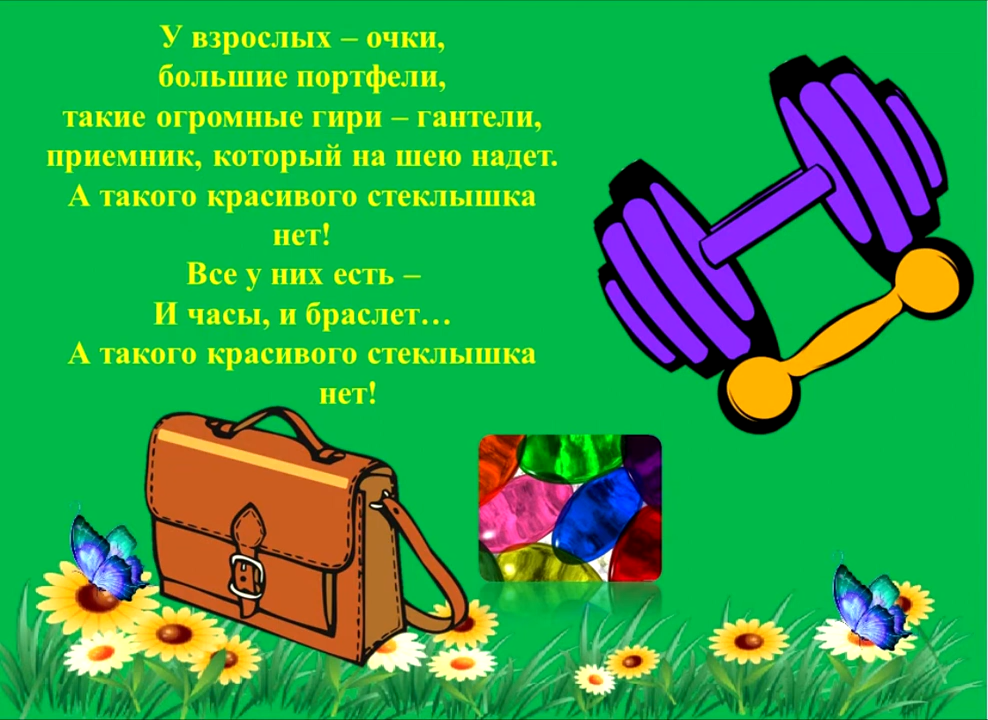 У взрослых – очки,
большие портфели,
такие огромные гири – гантели,
приемник, который на шею надет.
А такого красивого стеклышка
нет!
Все у них есть –
И часы, и браслет…
А такого красивого стеклышка
нет!